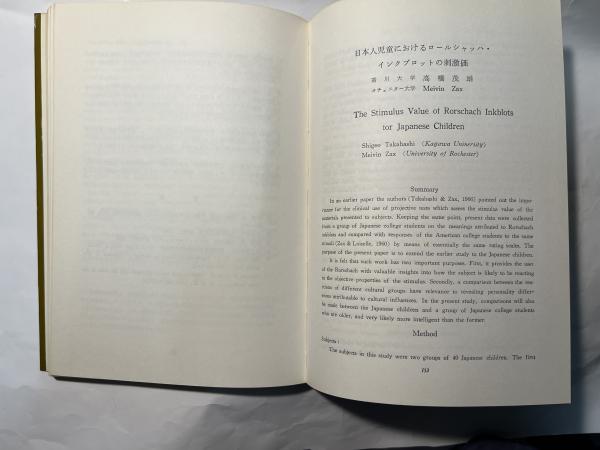 日本人児童におけるロールシャッハ・
インクブロットの刺激価
香川大学 高橋茂雄
ロチェスター大学 Meivin Zax
The Stimulus Value of Rorschach Inkblots
for Japanese Children
Shigeo Takahashi (Kagawa University)
Meivin Zax (University of Rochester)
Summary
In an earlier paper the authors (Takahashi & Zax, 1966) pointed out the impor-
tance for the clinical use of projective tests which assess the stimulus value of the
materials presented to subjects. Keeping the same point, present data were collected
from a group of Japanese college students on the meanings attributed to Rorschach
inkblots and compared with responses of the American college students to the same
stimuli (Zax & Loiselle, 1960) by means of essentially the same rating scales. The
purpose of the present paper is to extend the earlier study to the Japanese children.
It is felt that such work has two important purposes. First, it provides the user
of the Rorschach with valuable insights into how the subject is likely to be reacting
to the objective properties of the stimulus. Secondly, a comparison between the rea-
ctions of different cultural groups have relevance to revealing personality differ-
ences attributable to cultural influences. In the present study, comparisons will also
be made between the Japanese children and a group of Japanese college students
who are older, and very likely more intelligent than the former.
Method
Subjects:
The subjects in this study were two groups of 40 Japanese children. The first
153